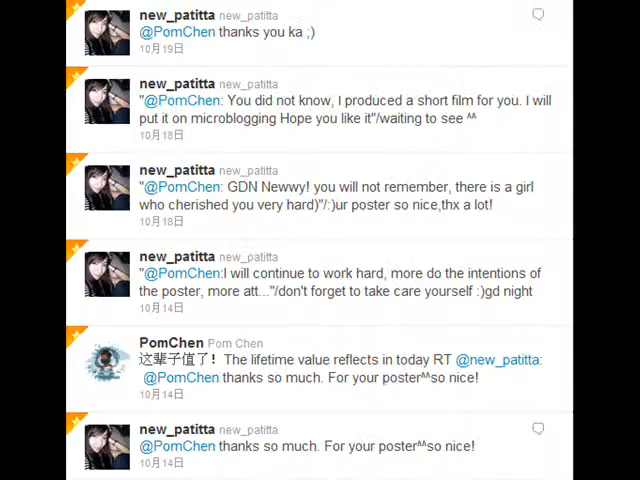 new_patitta new_patitta
@PomChen thanks you ka ;)
10月19日
new_patitta new_patitta
"@PomChen: You did not know, I produced a short film for you. I will
put it on microblogging Hope you like it"/waiting to see ^^
10月18日
new_patitta new_patitta
"@PomChen: GDN Newwy! you will not remember, there is a girl
who cherished you very hard)"/:)ur poster so nice,thx a lot!
10月18日
new_patitta new_patitta
"@PomChen:I will continue to work hard, more do the intentions of
the poster, more att..."/don't forget to take care yourself :)gd night
10月14日
PomChen Pom Chen
这辈子值了！The lifetime value reflects in today RT @new_patitta:
@PomChen thanks so much. For your poster^^so nice!
10月14日
new_patitta new_patitta
@PomChen thanks so much. For your poster^^so nice!
10月14日